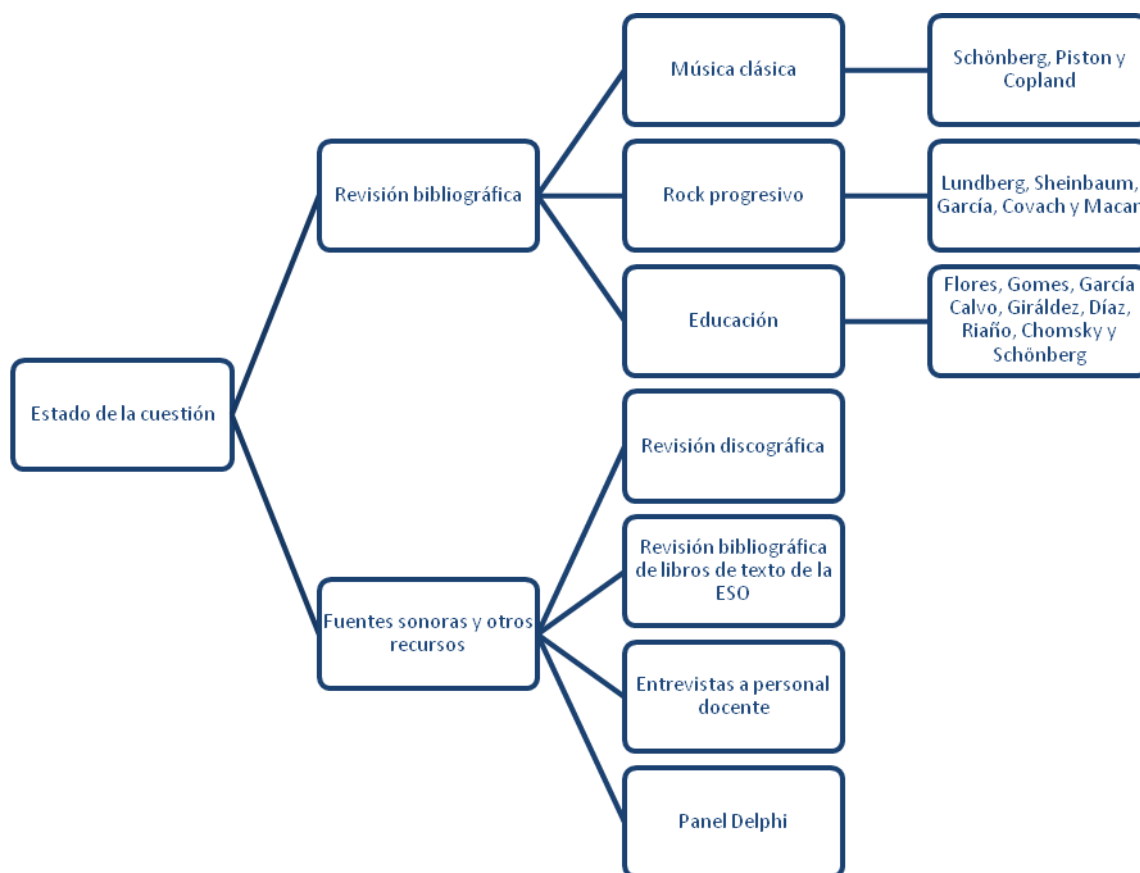 Estado de la cuestión
Revisión bibliográfica
Música clásica
Schönberg, Piston y
Copland
Rock progresivo
Lundberg, Sheinbaum,
García, Covach y Macan
Educación
Flores, Gomes, García
Calvo, Giráldez, Díaz,
Riaño, Chomsky y
Schönberg
Fuentes sonoras y otros
recursos
Revisión discográfica
Revisión bibliográfica
de libros de texto de la
ESO
Entrevistas a personal
docente
Panel Delphi